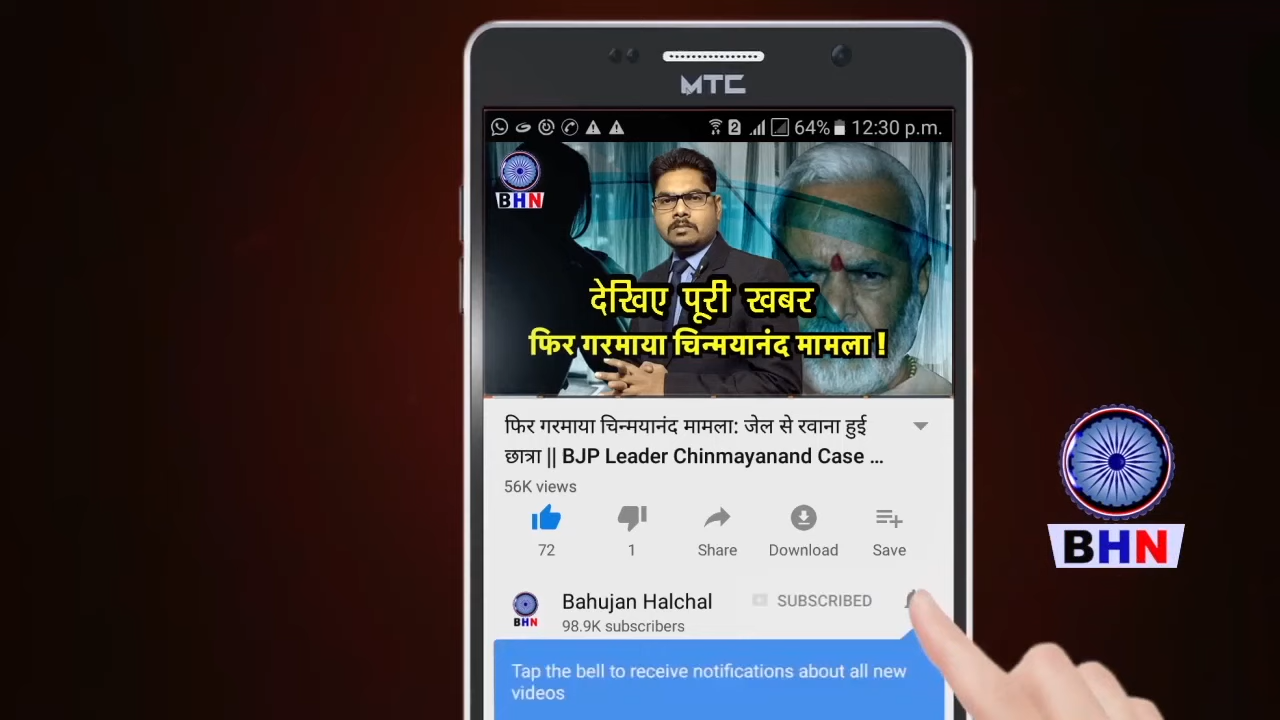 MTC
2 64% 12:30 p.m.
BHN
देखिए पूरी खबर
फिर गरमाया चिन्मयानंद मामला !
फिर गरमाया चिन्मयानंद मामला: जेल से रवाना हुई
छात्रा || BJP Leader Chinmayanand Case ...
56K views
72
1
Share
Download
Save
BHN
Bahujan Halchal
SUBSCRIBED
98.9K subscribers
BHN
Tap the bell to receive notifications about all new
videos